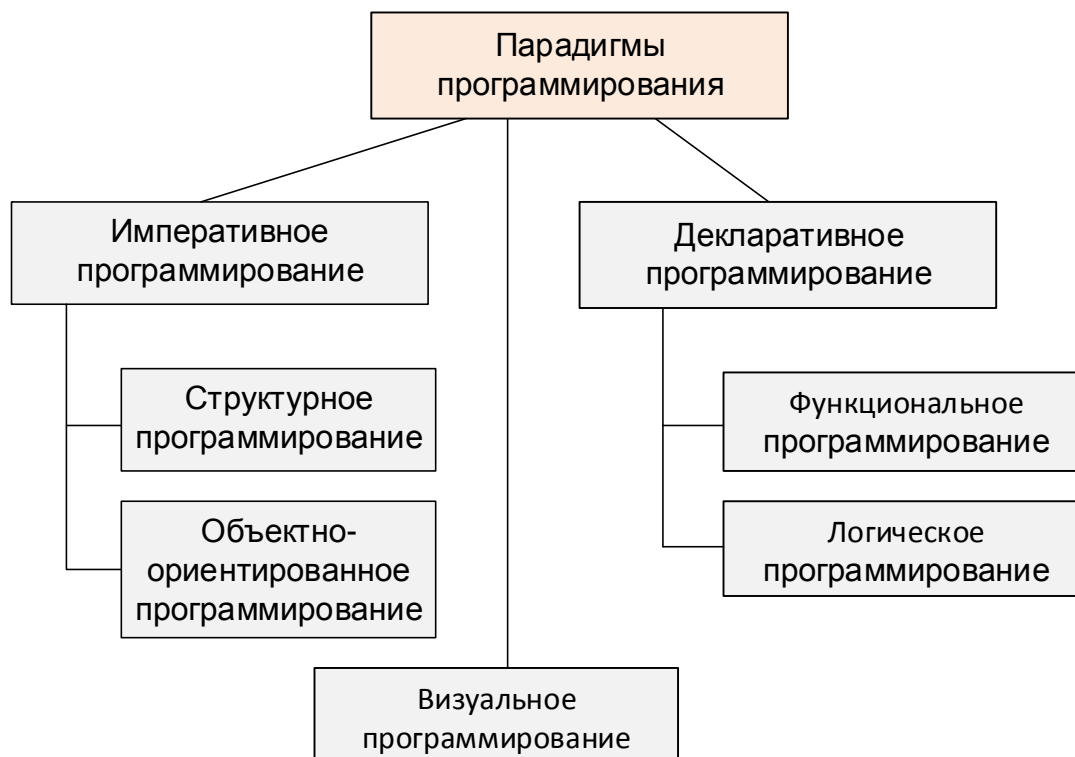 Парадигмы
программирования
Императивное
программирование
Декларативное
программирование
Структурное
программирование
Функциональное
программирование
Объектно-
ориентированное
программирование
Логическое
программирование
Визуальное
программирование